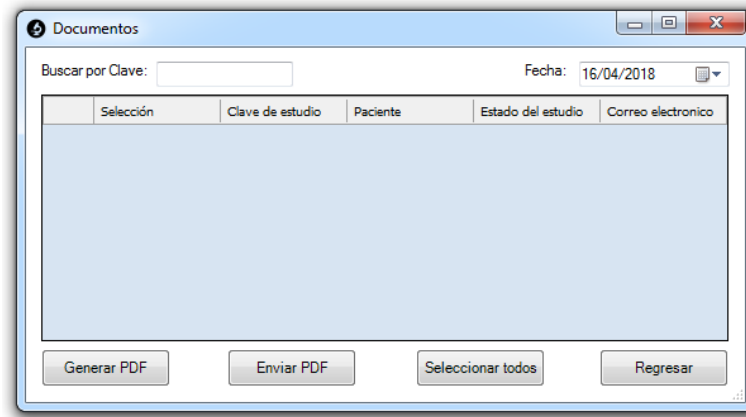 Documentos
Buscar por Clave: Fecha: 16/04/2018
Selección Clave de estudio Paciente Estado del estudio Correo electronico
Generar PDF Enviar PDF Seleccionar todos Regresar